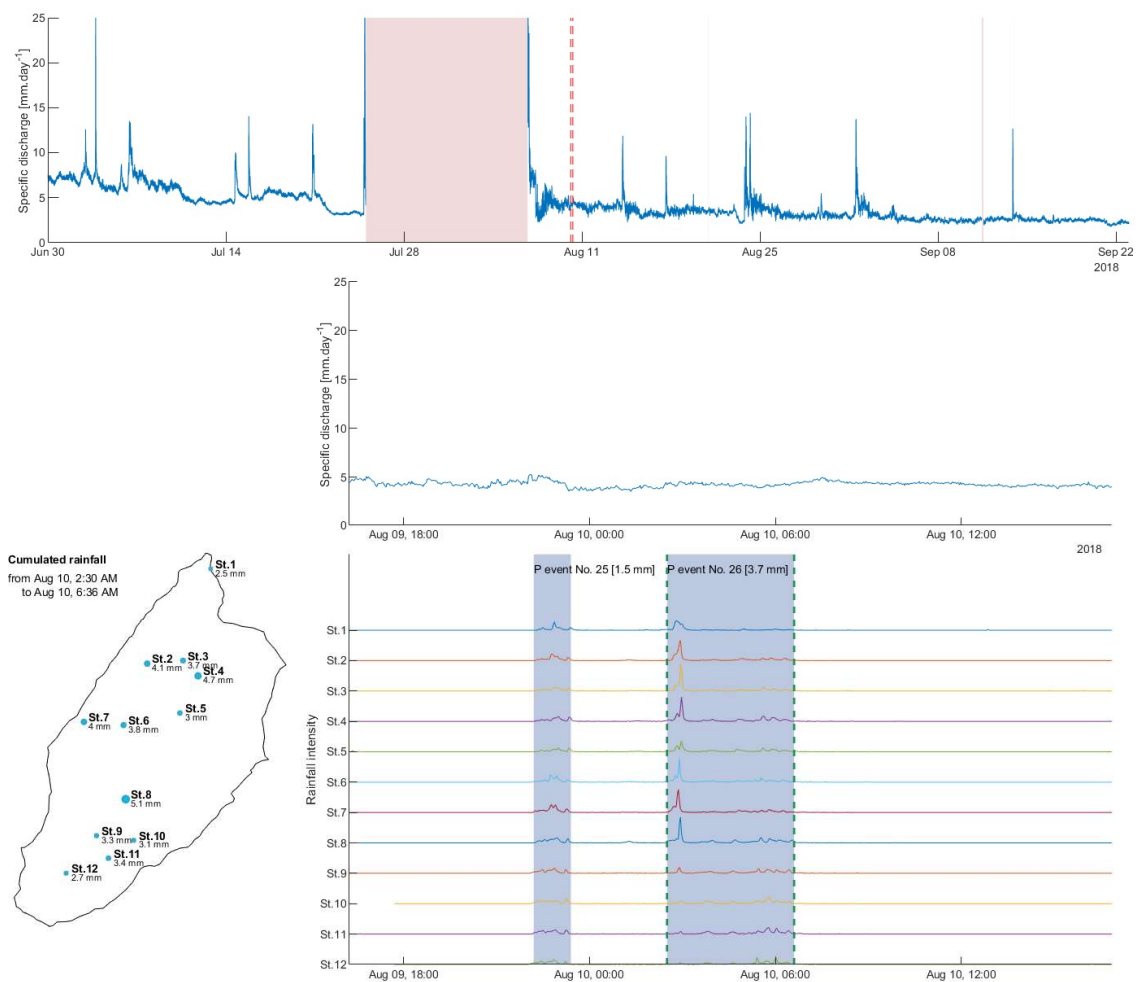 25
20
15
10
5
0
Specific discharge [mm.day⁻¹]
Jun 30
Jul 14
Jul 28
Aug 11
Aug 25
Sep 08
Sep 22
2018
25
20
15
10
5
0
Specific discharge [mm.day⁻¹]
Aug 09, 18:00
Aug 10, 00:00
Aug 10, 06:00
Aug 10, 12:00
2018
Cumulated rainfall
from Aug 10, 2:30 AM
to Aug 10, 6:36 AM
St.1
2.5 mm
St.2
4.1 mm
St.3
3.7 mm
St.4
4.7 mm
St.5
3 mm
St.7
4 mm
St.6
3.8 mm
St.8
5.1 mm
St.9
3.3 mm
St.10
3.1 mm
St.11
3.4 mm
St.12
2.7 mm
P event No. 25 [1.5 mm]
P event No. 26 [3.7 mm]
Rainfall intensity
St.1
St.2
St.3
St.4
St.5
St.6
St.7
St.8
St.9
St.10
St.11
St.12
Aug 09, 18:00
Aug 10, 00:00
Aug 10, 06:00
Aug 10, 12:00